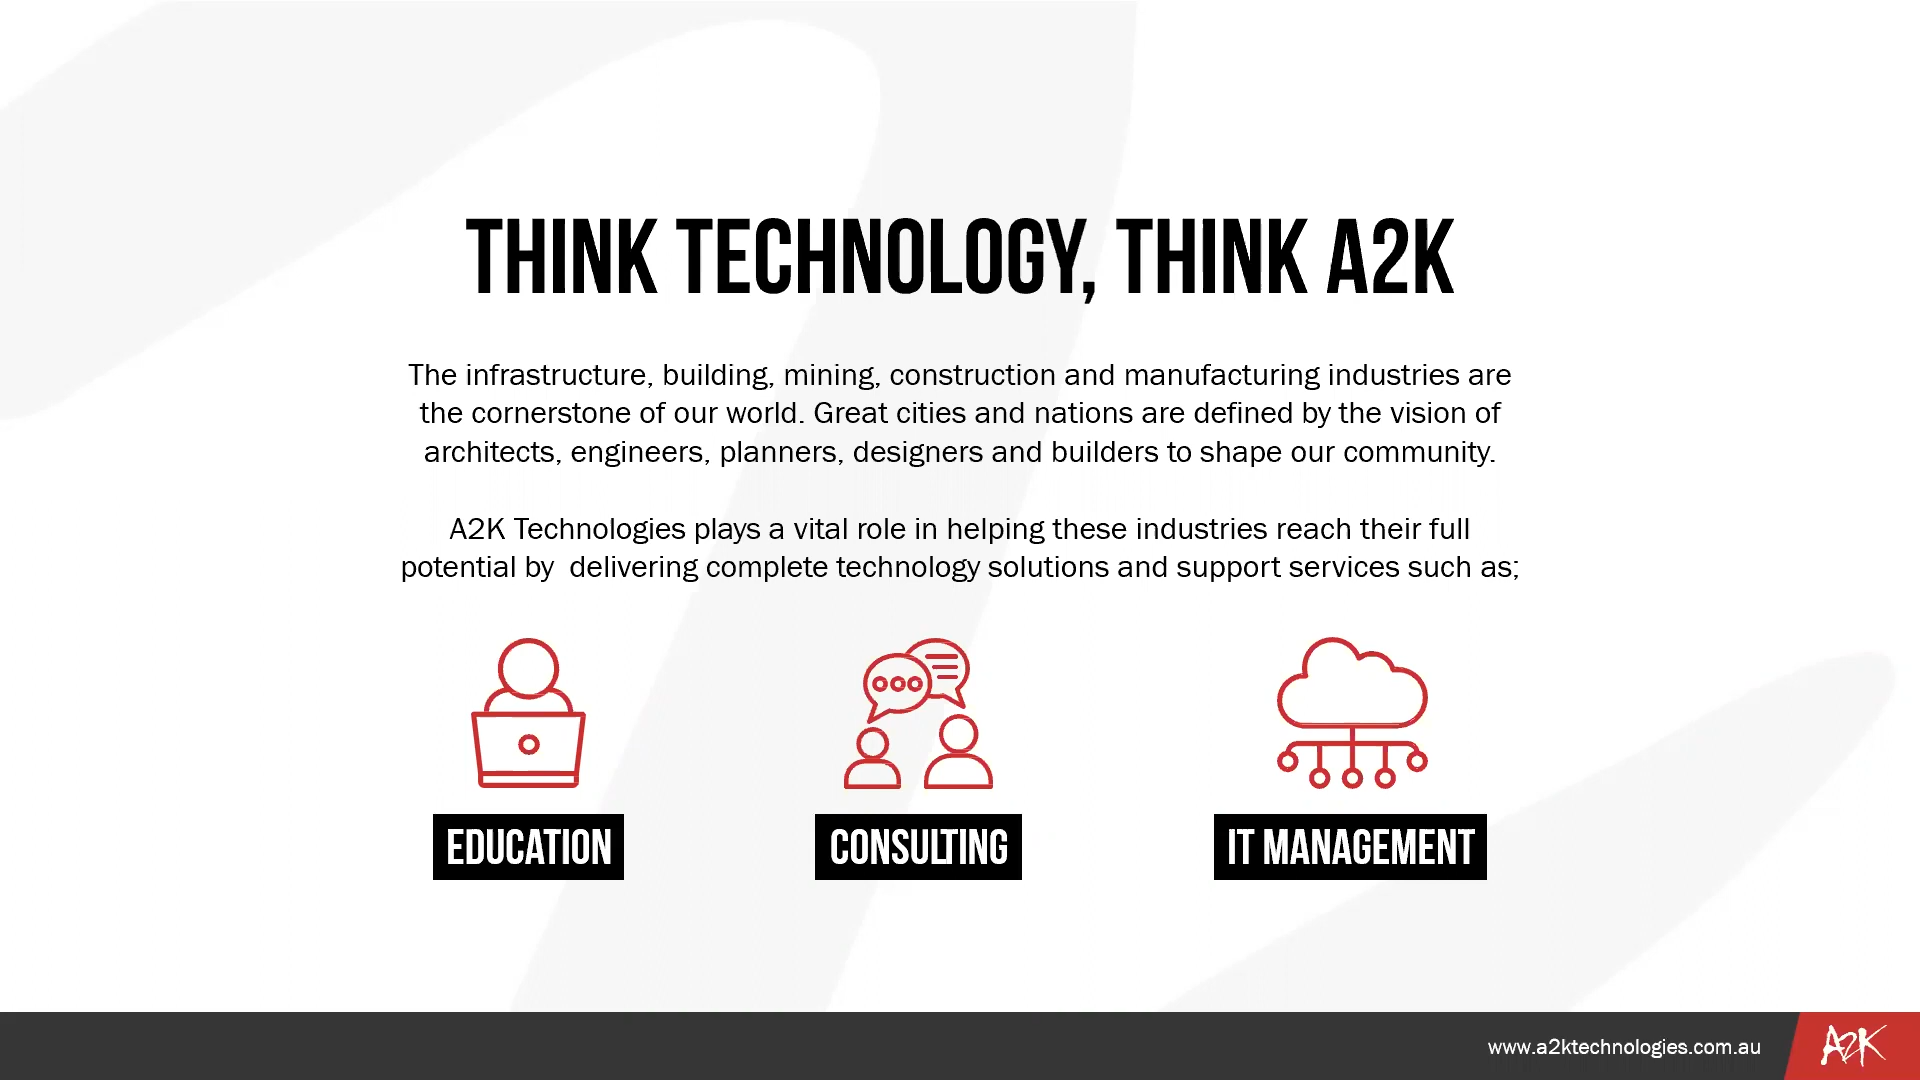 THINK TECHNOLOGY, THINK A2K
The infrastructure, building, mining, construction and manufacturing industries are
the cornerstone of our world. Great cities and nations are defined by the vision of
architects, engineers, planners, designers and builders to shape our community.
A2K Technologies plays a vital role in helping these industries reach their full
potential by  delivering complete technology solutions and support services such as;
EDUCATION
CONSULTING
IT MANAGEMENT
www.a2ktechnologies.com.au
A2K